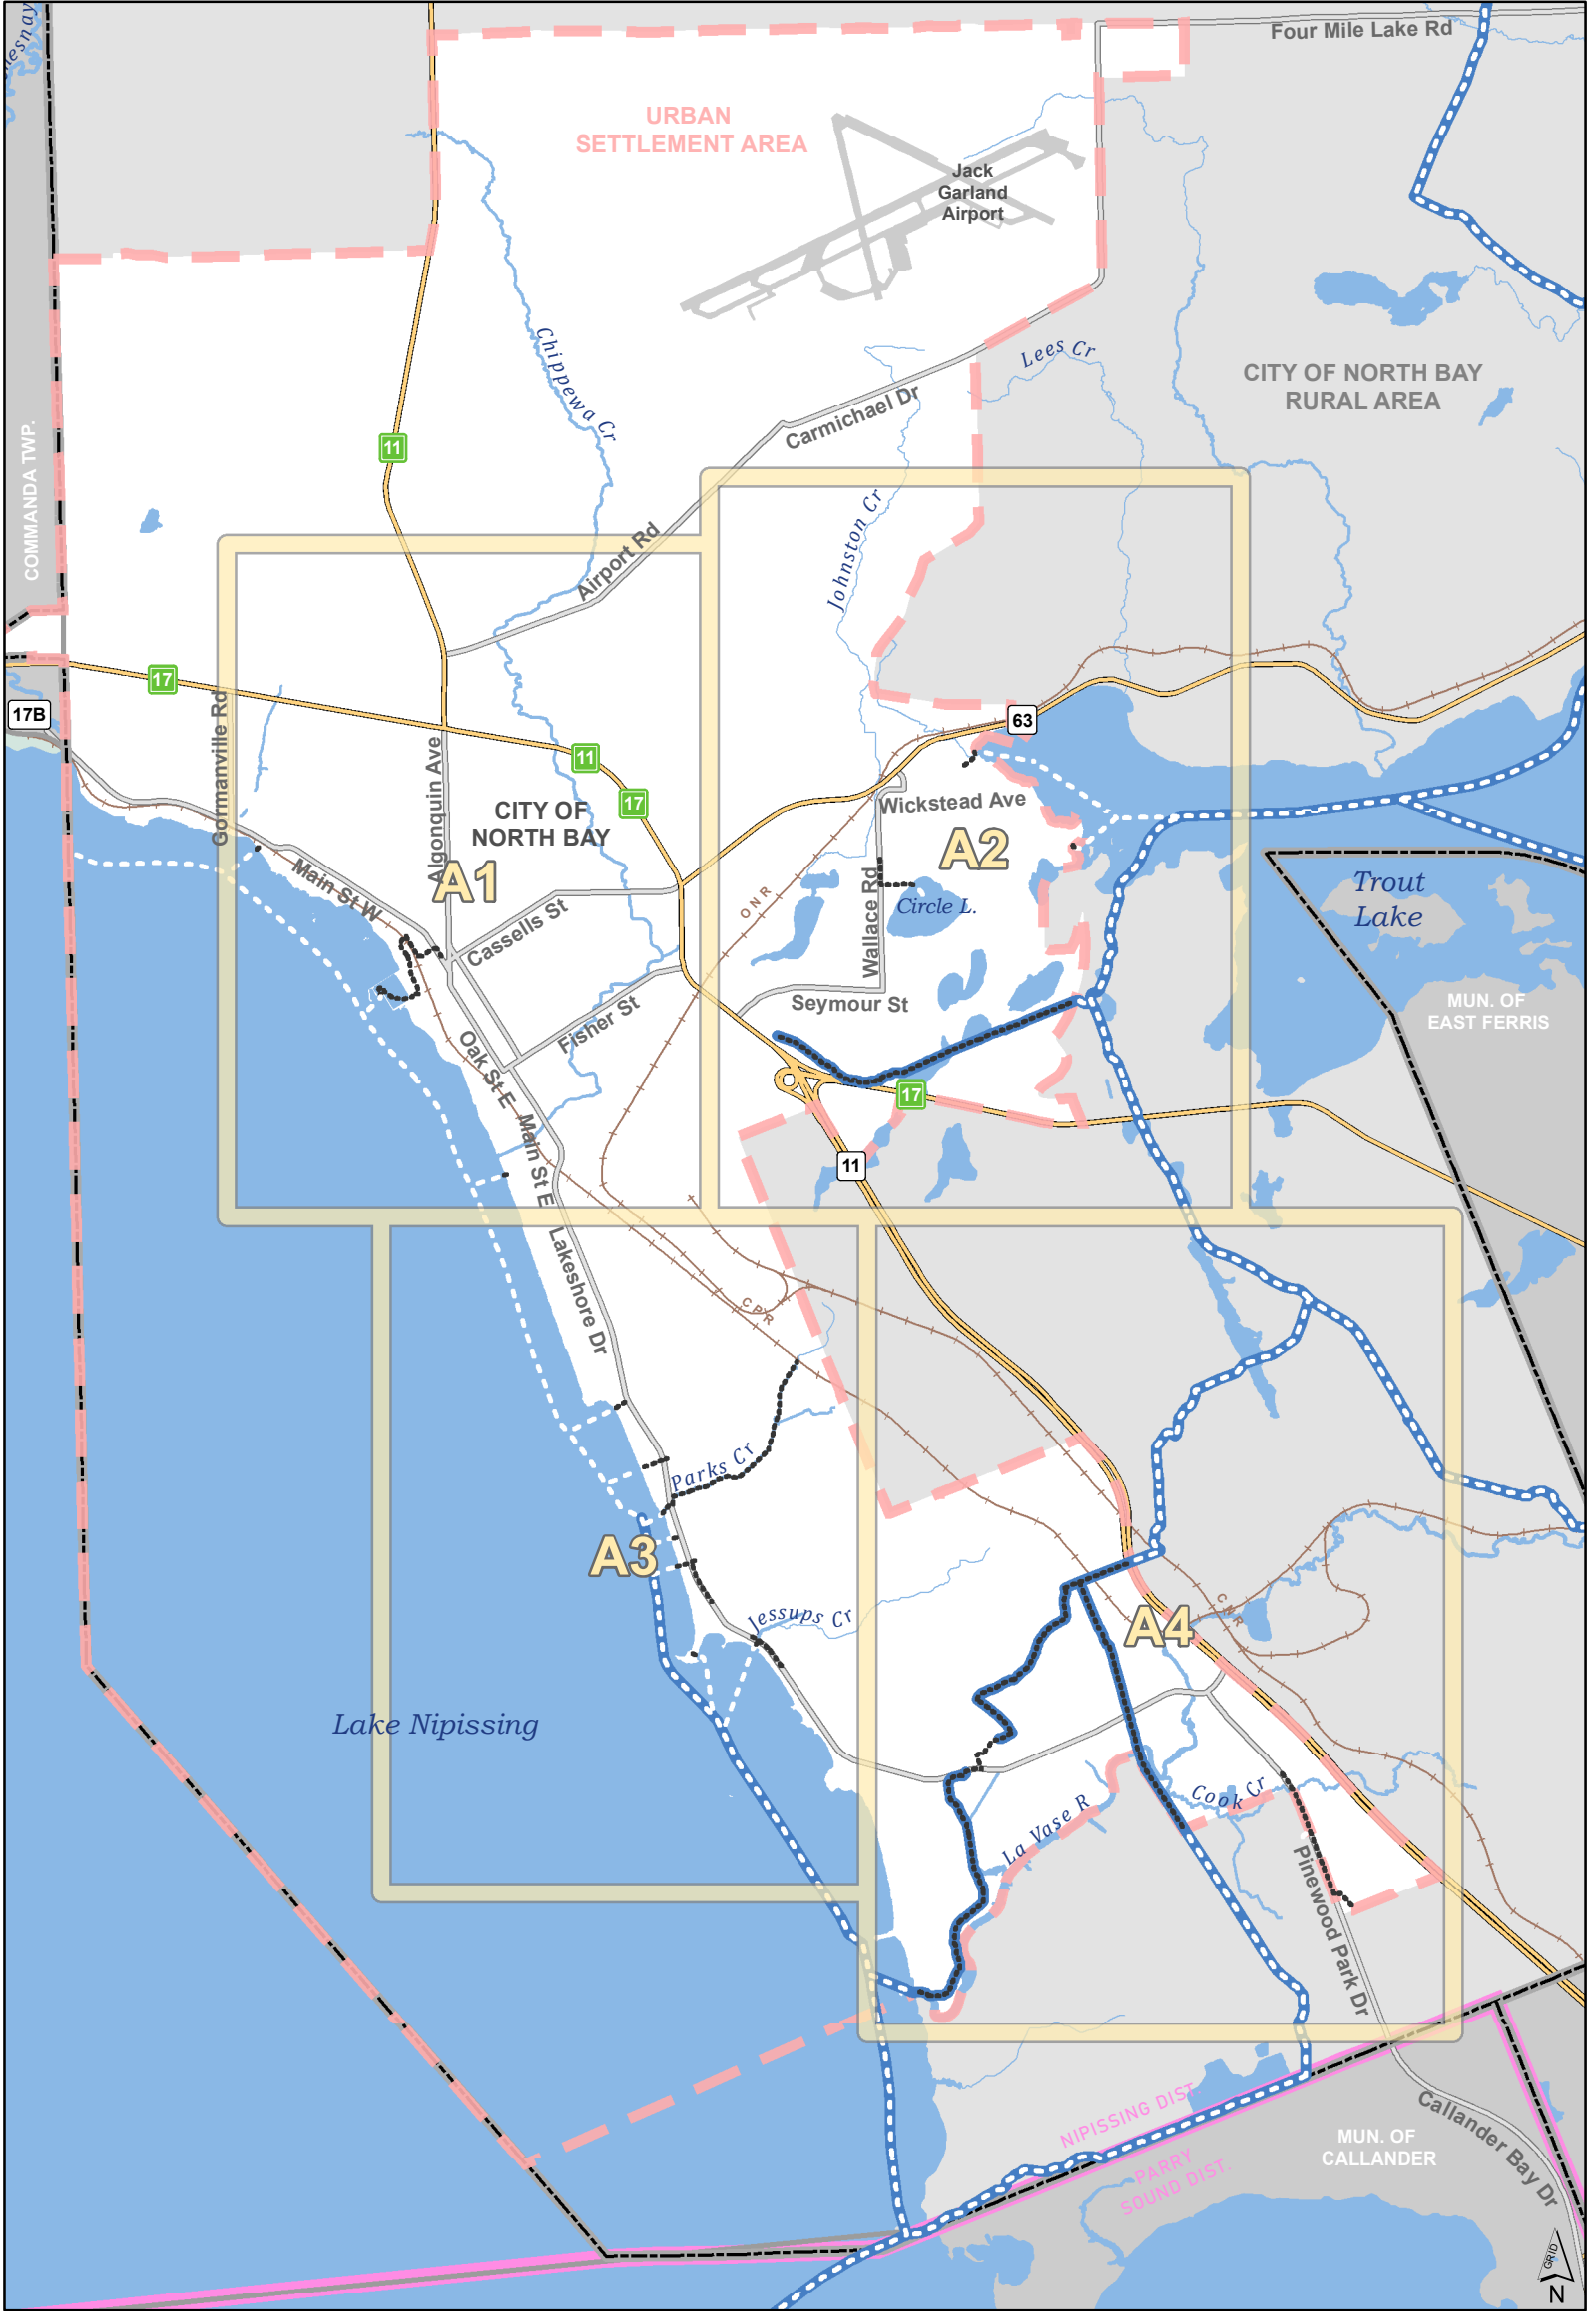 Four Mile Lake Rd
URBAN
SETTLEMENT AREA
Jack
Garland
Airport
Chippewa Cr
Lees Cr
CITY OF NORTH BAY
RURAL AREA
Carmichael Dr
COMMANDA TWP.
11
Johnston Cr
Airport Rd
17
17B
63
Gormanville Rd
Algonquin Ave
11
17
CITY OF
NORTH BAY
Wickstead Ave
A1
A2
Main St W
Cassells St
ONR
Wallace Rd
Circle L.
Trout
Lake
Seymour St
MUN. OF
EAST FERRIS
Fisher St
Oak St E
17
Main St E
11
Lakeshore Dr
CPR
Parks Cr
A3
Jessups Cr
CNR
A4
Lake Nipissing
Cook Cr
La Vase R
Pinewood Park Dr
NIPISSING DIST.
PARRY
SOUND DIST.
MUN. OF
CALLANDER
Callander Bay Dr
GRID
N